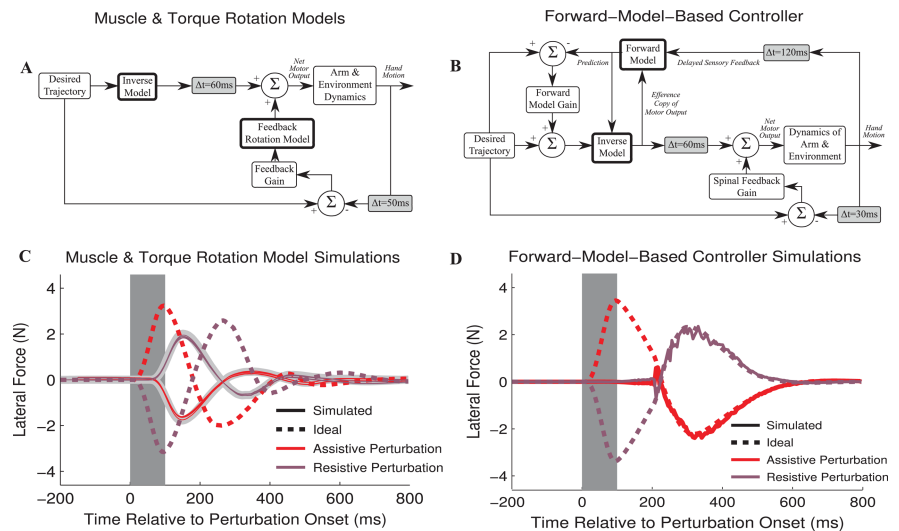 Muscle & Torque Rotation Models
A
Desired
Trajectory
Inverse
Model
Δt=60ms
+
Σ
+
Net
Motor
Output
Arm &
Environment
Dynamics
Hand
Motion
Feedback
Rotation Model
Feedback
Gain
+
Σ
-
Δt=50ms
Forward−Model−Based Controller
B
+
Σ
-
Prediction
Forward
Model
Delayed Sensory Feedback
Δt=120ms
Forward
Model Gain
Efference
Copy of
Motor Output
Desired
Trajectory
+
+
Σ
Inverse
Model
Δt=60ms
+
Σ
+
Net
Motor
Output
Dynamics of
Arm &
Environment
Hand
Motion
Spinal Feedback
Gain
+
Σ
-
Δt=30ms
C
Muscle & Torque Rotation Model Simulations
Lateral Force (N)
4
2
0
−2
−4
−200
0
200
400
600
800
Time Relative to Perturbation Onset (ms)
Simulated
Ideal
Assistive Perturbation
Resistive Perturbation
D
Forward−Model−Based Controller Simulations
Lateral Force (N)
4
2
0
−2
−4
−200
0
200
400
600
800
Time Relative to Perturbation Onset (ms)
Simulated
Ideal
Assistive Perturbation
Resistive Perturbation